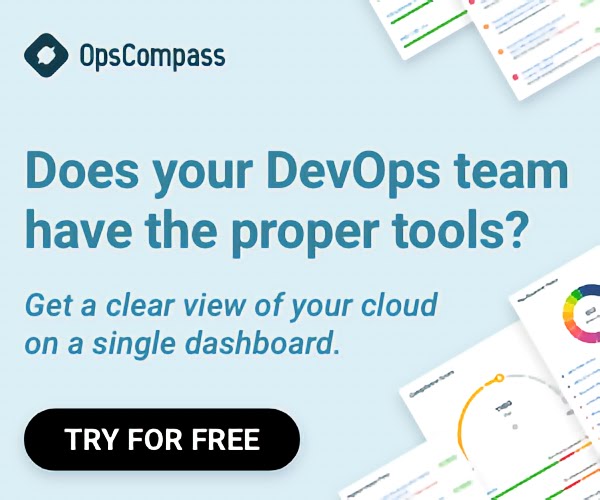 OpsCompass
Does your DevOps team
have the proper tools?
Get a clear view of your cloud
on a single dashboard.
TRY FOR FREE